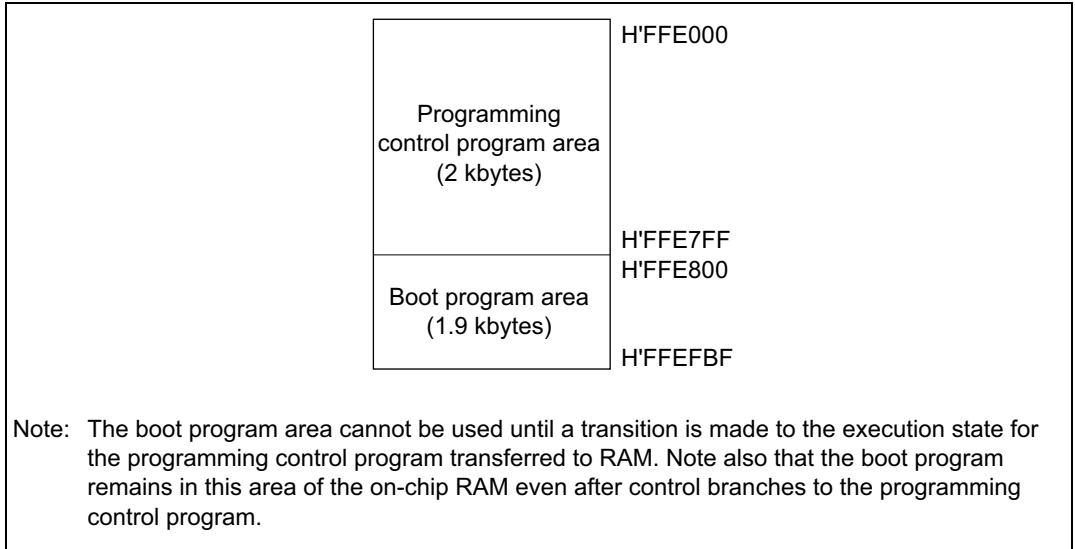 H'FFE000
Programming
control program area
(2 kbytes)
H'FFE7FF
H'FFE800
Boot program area
(1.9 kbytes)
H'FFEFBF
Note: The boot program area cannot be used until a transition is made to the execution state for
the programming control program transferred to RAM. Note also that the boot program
remains in this area of the on-chip RAM even after control branches to the programming
control program.